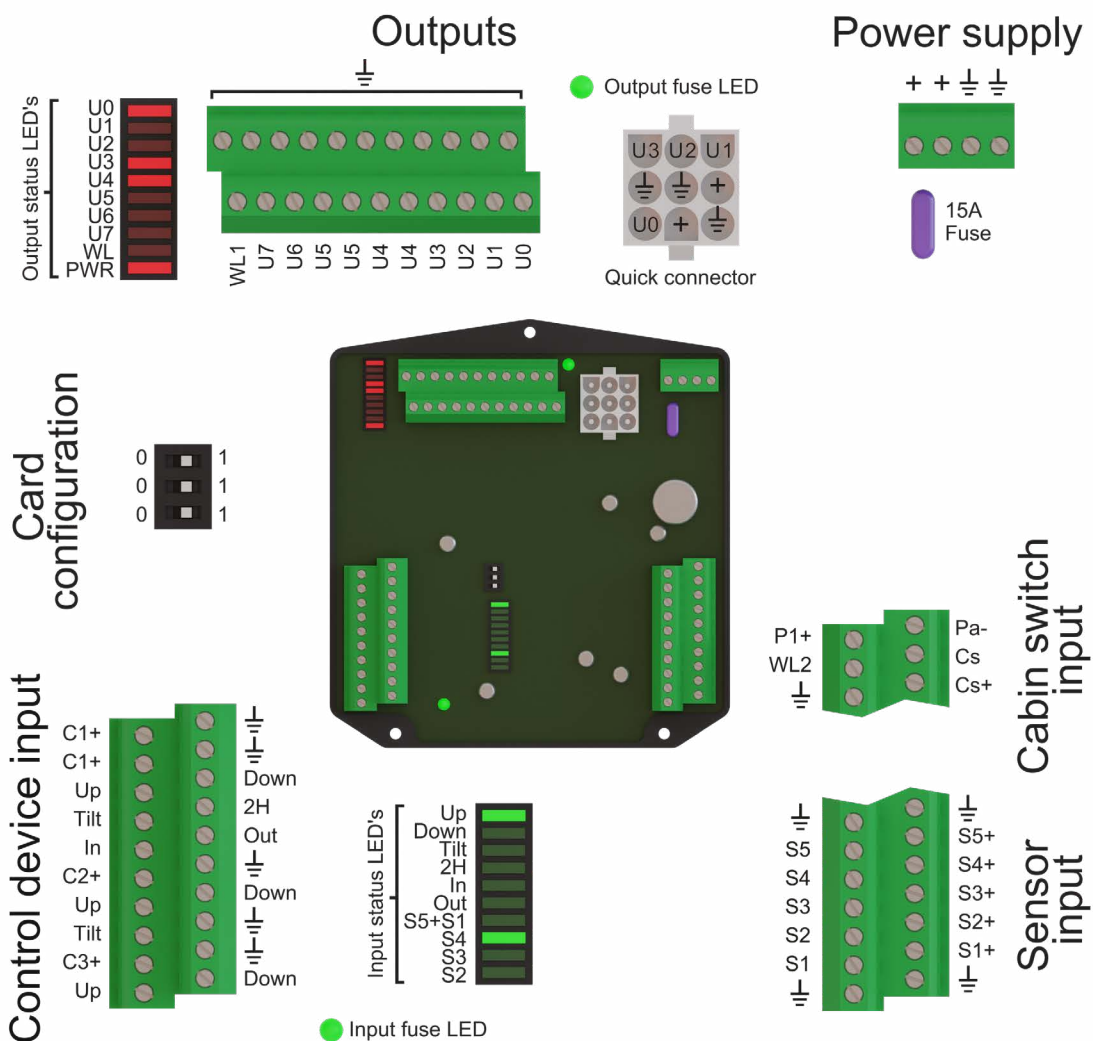 Outputs
Power supply
Output status LED's
U0
U1
U2
U3
U4
U5
U6
U7
WL
PWR
WL1
U7
U6
U5
U5
U4
U4
U3
U2
U1
U0
Output fuse LED
U3 U2 U1
+
U0 +
Quick connector
+ +
15A
Fuse
Card
configuration
0 1
0 1
0 1
Cabin switch
input
P1+
WL2
Pa-
Cs
Cs+
Control device input
C1+
C1+
Up
Tilt
In
C2+
Up
Tilt
C3+
Up
Down
2H
Out
Down
Down
Input status LED's
Up
Down
Tilt
2H
In
Out
S5+S1
S4
S3
S2
Input fuse LED
Sensor
input
S5
S4
S3
S2
S1
S5+
S4+
S3+
S2+
S1+